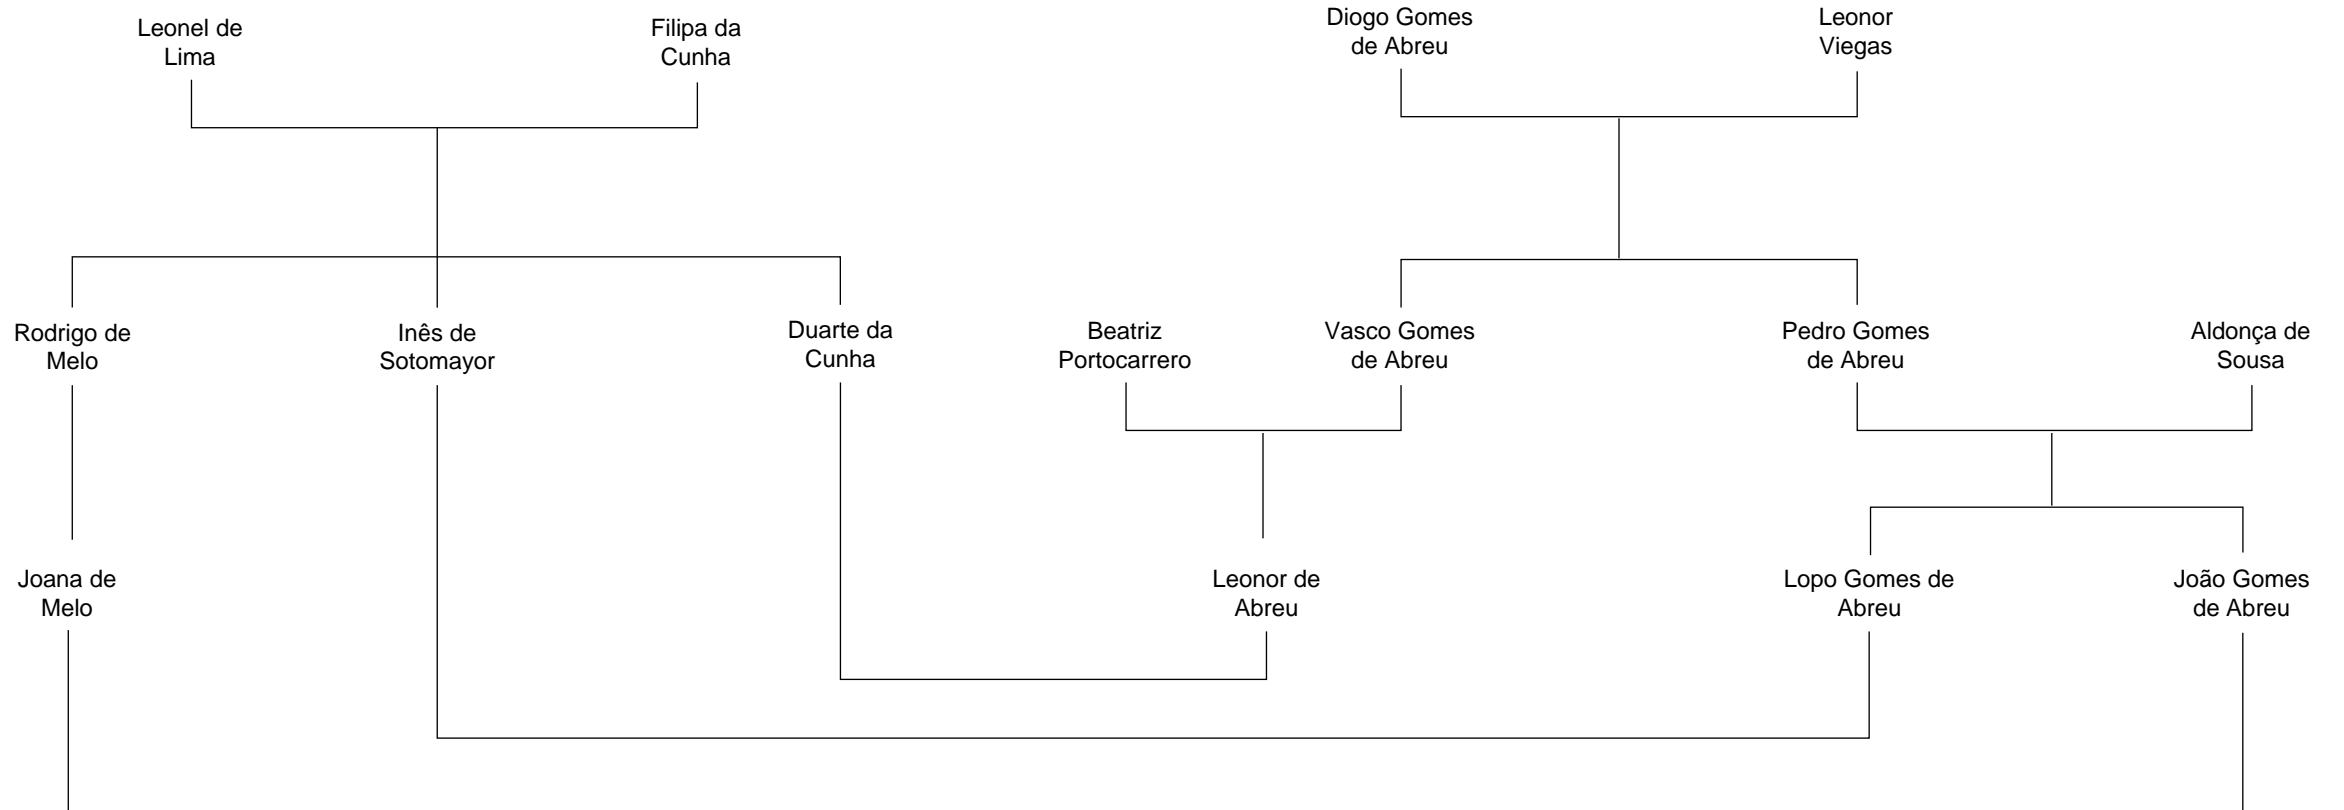 Leonel de
Lima
Filipa da
Cunha
Diogo Gomes
de Abreu
Leonor
Viegas
Rodrigo de
Melo
Inês de
Sotomayor
Duarte da
Cunha
Beatriz
Portocarrero
Vasco Gomes
de Abreu
Pedro Gomes
de Abreu
Aldonça de
Sousa
Joana de
Melo
Leonor de
Abreu
Lopo Gomes de
Abreu
João Gomes
de Abreu